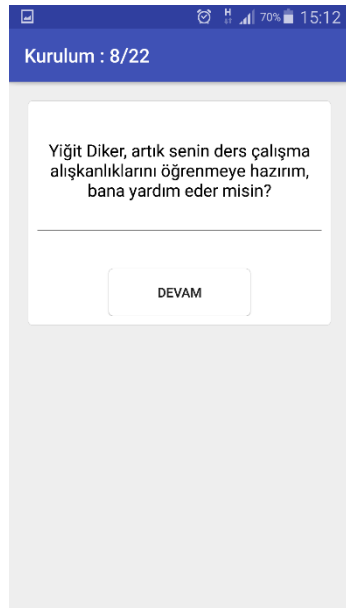 H 70% 15:12
Kurulum : 8/22
Yiğit Diker, artık senin ders çalışma
alışkanlıklarını öğrenmeye hazırım,
bana yardım eder misin?
DEVAM